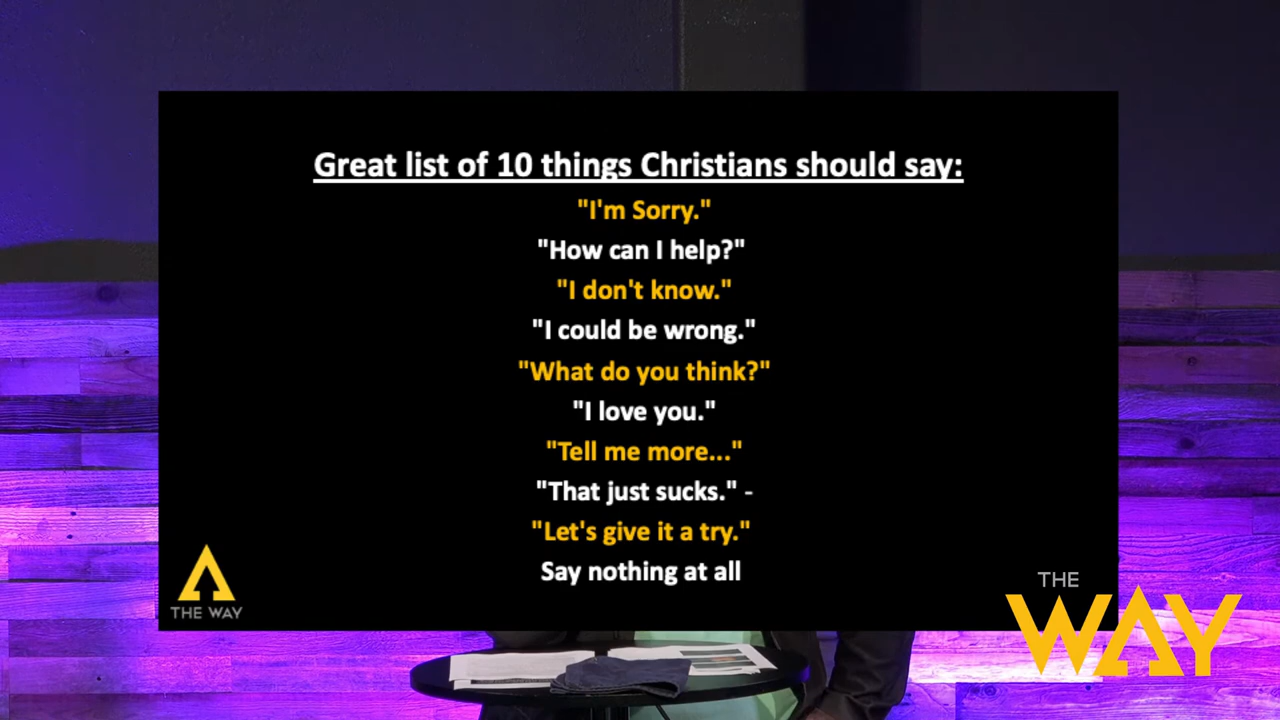 Great list of 10 things Christians should say:
"I'm Sorry."
"How can I help?"
"I don't know."
"I could be wrong."
"What do you think?"
"I love you."
"Tell me more..."
"That just sucks." -
"Let's give it a try."
Say nothing at all
THE WAY
THE
WAY